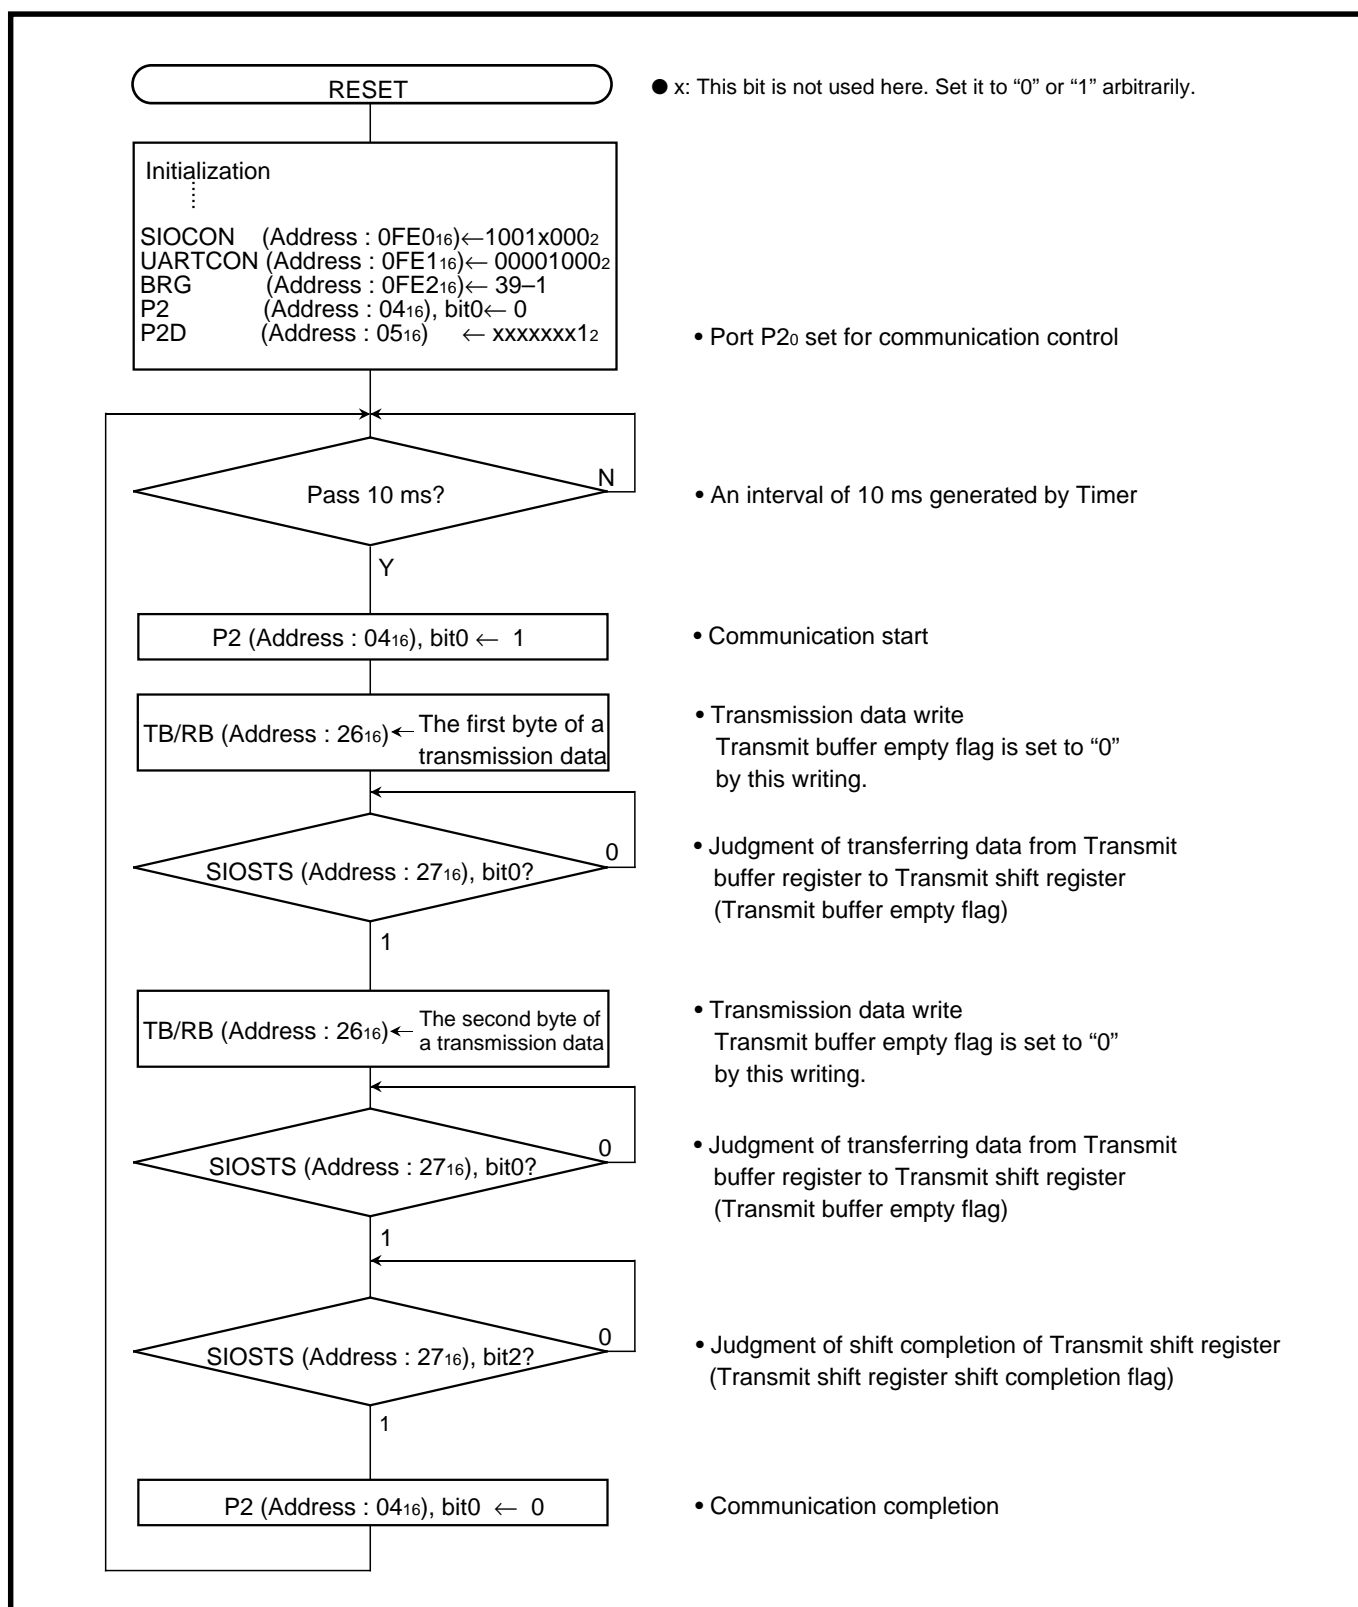 RESET
● x: This bit is not used here. Set it to “0” or “1” arbitrarily.
Initialization
SIOCON (Address : 0FE016)←1001x0002
UARTCON (Address : 0FE116)← 000010002
BRG (Address : 0FE216)← 39–1
P2 (Address : 0416), bit0← 0
P2D (Address : 0516) ← xxxxxxx12
• Port P20 set for communication control
Pass 10 ms?
N
• An interval of 10 ms generated by Timer
Y
P2 (Address : 0416), bit0 ← 1
• Communication start
TB/RB (Address : 2616)← The first byte of a
transmission data
• Transmission data write
Transmit buffer empty flag is set to “0”
by this writing.
SIOSTS (Address : 2716), bit0?
0
• Judgment of transferring data from Transmit
buffer register to Transmit shift register
(Transmit buffer empty flag)
1
TB/RB (Address : 2616)← The second byte of
a transmission data
• Transmission data write
Transmit buffer empty flag is set to “0”
by this writing.
SIOSTS (Address : 2716), bit0?
0
• Judgment of transferring data from Transmit
buffer register to Transmit shift register
(Transmit buffer empty flag)
1
SIOSTS (Address : 2716), bit2?
0
• Judgment of shift completion of Transmit shift register
(Transmit shift register shift completion flag)
1
P2 (Address : 0416), bit0 ← 0
• Communication completion